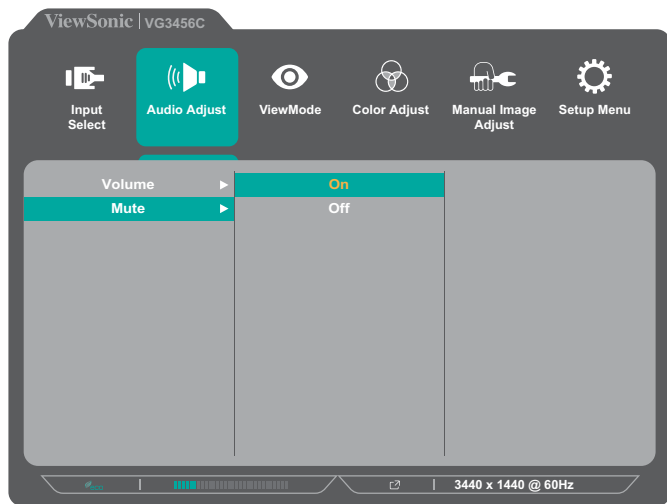 ViewSonic | VG3456C
Input Select
Audio Adjust
ViewMode
Color Adjust
Manual Image Adjust
Setup Menu
Volume
On
Mute
Off
3440 x 1440 @ 60Hz